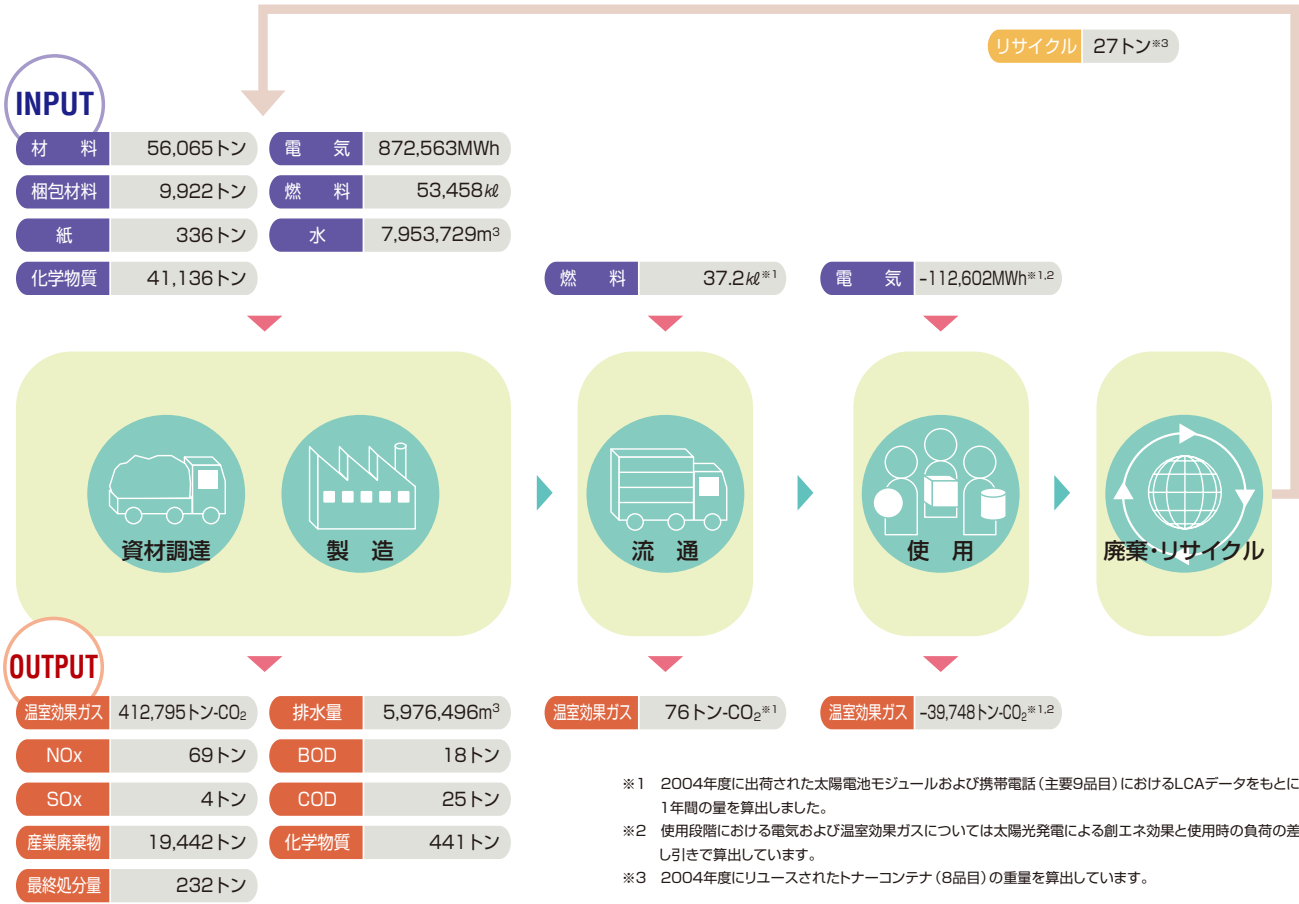 リサイクル 27トン※3
INPUT
材 料 56,065トン 電 気 872,563MWh
梱包材料 9,922トン 燃 料 53,458㎘
紙 336トン 水 7,953,729m³
化学物質 41,136トン 燃 料 37.2㎘※1 電 気 -112,602MWh※1,2
資材調達 製 造 流 通 使 用 廃棄・リサイクル
OUTPUT
温室効果ガス 412,795トン-CO₂ 排水量 5,976,496m³ 温室効果ガス 76トン-CO₂※1 温室効果ガス -39,748トン-CO₂※1,2
NOx 69トン BOD 18トン
SOx 4トン COD 25トン
産業廃棄物 19,442トン 化学物質 441トン
最終処分量 232トン
※1 2004年度に出荷された太陽電池モジュールおよび携帯電話(主要9品目)におけるLCAデータをもとに
1年間の量を算出しました。
※2 使用段階における電気および温室効果ガスについては太陽光発電による創エネ効果と使用時の負荷の差
し引きで算出しています。
※3 2004年度にリユースされたトナーコンテナ(8品目)の重量を算出しています。